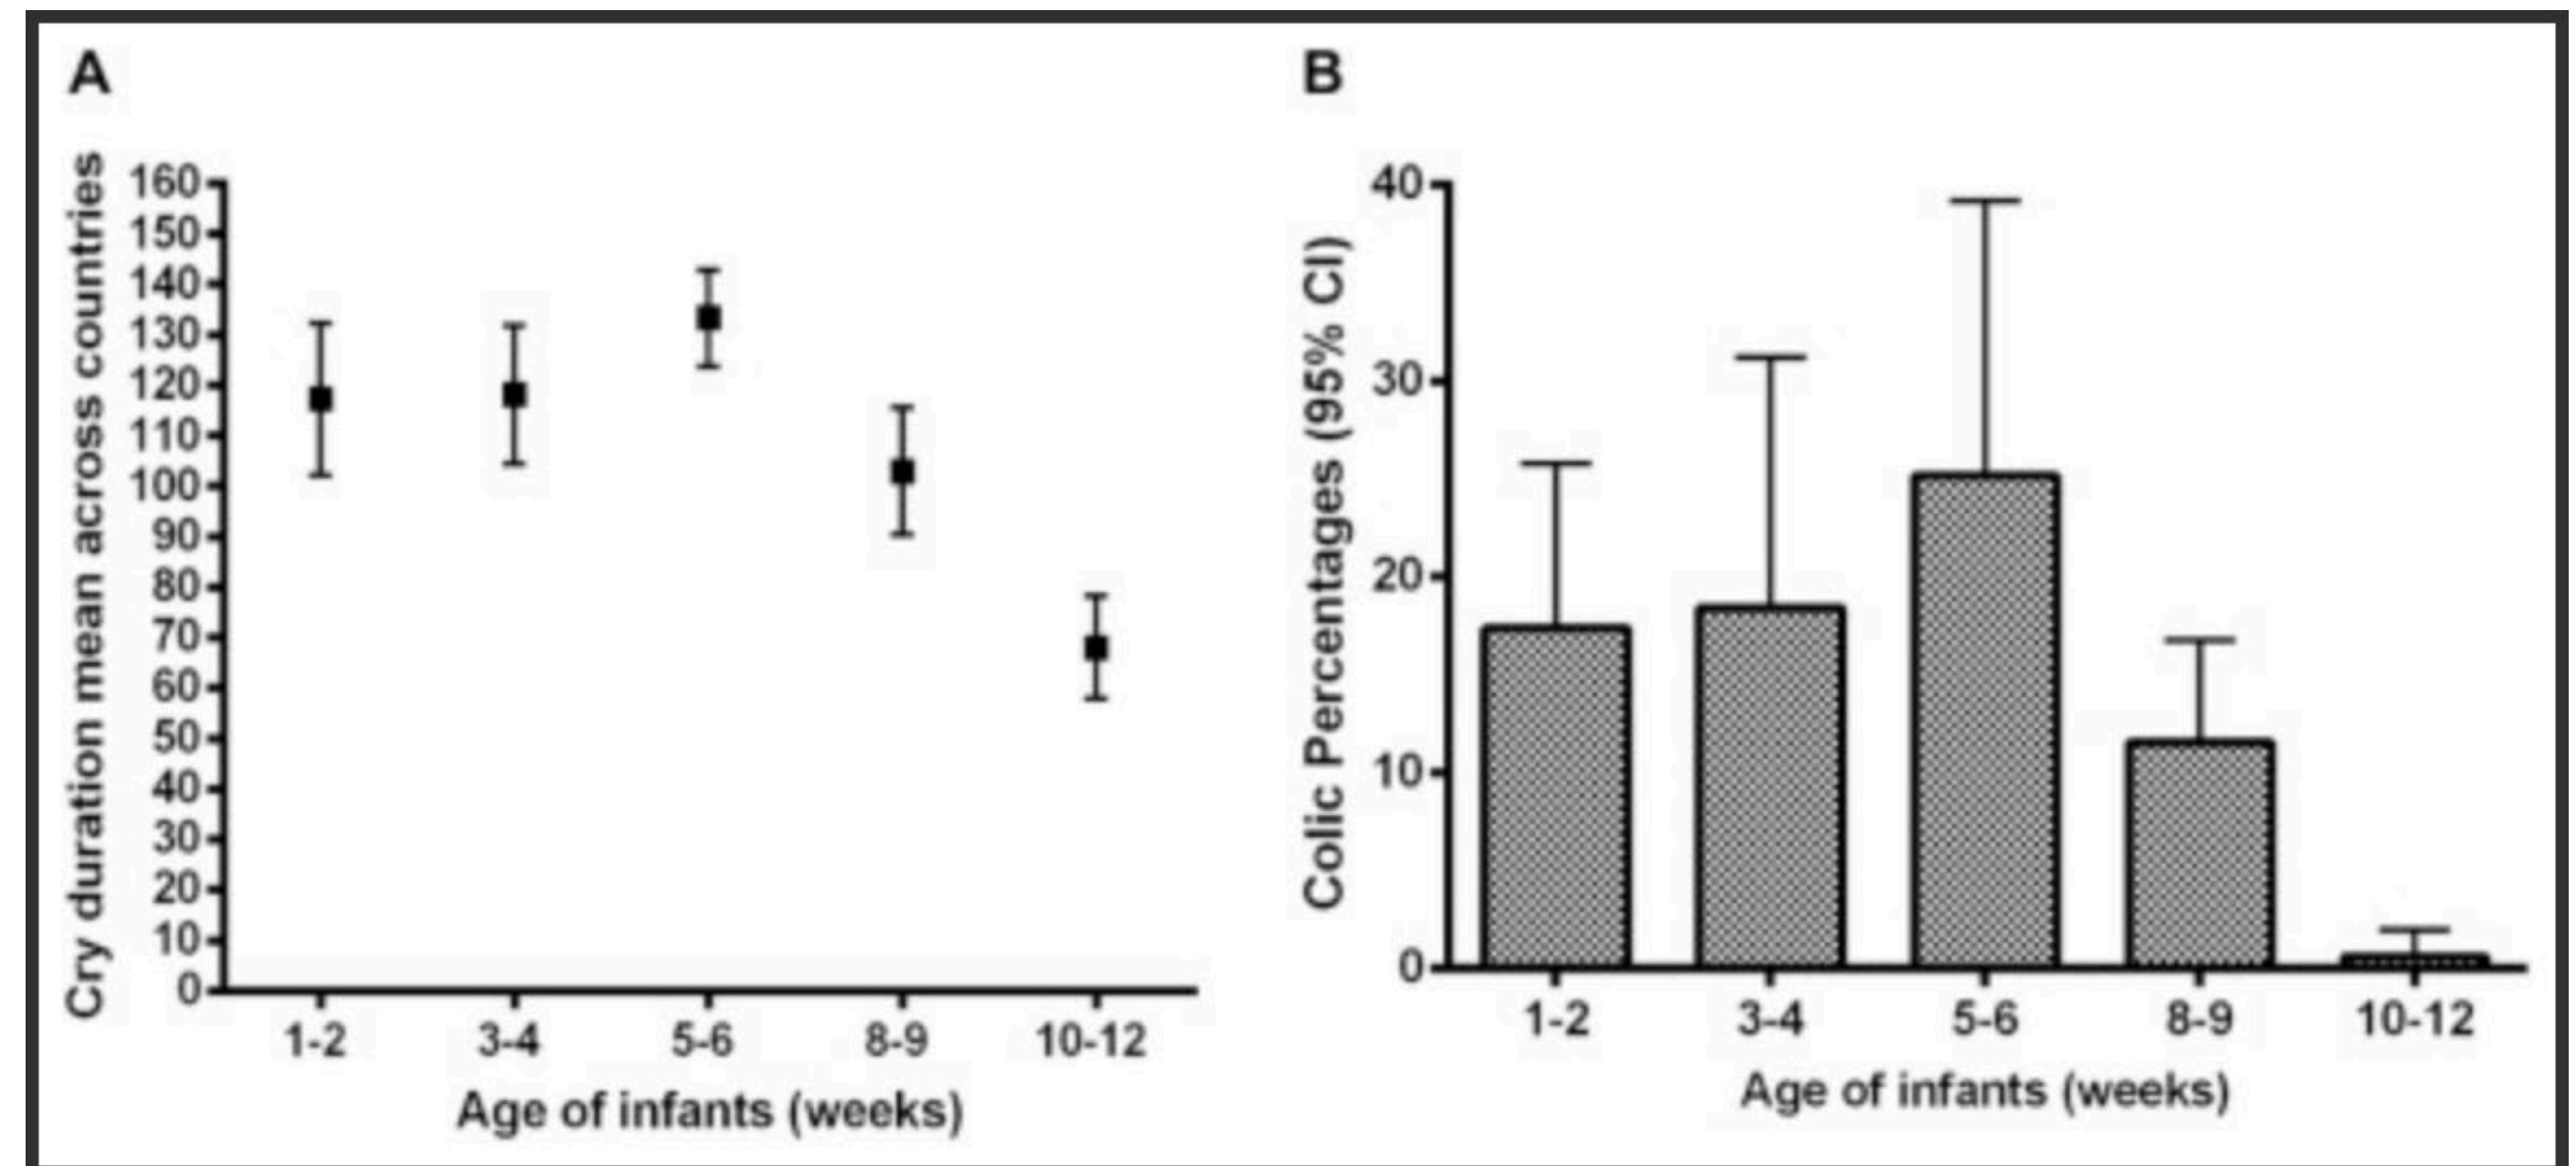 A
Cry duration mean across countries
160
150
140
130
120
110
100
90
80
70
60
50
40
30
20
10
0
1-2 3-4 5-6 8-9 10-12
Age of infants (weeks)
B
Colic Percentages (95% CI)
40
30
20
10
0
1-2 3-4 5-6 8-9 10-12
Age of infants (weeks)